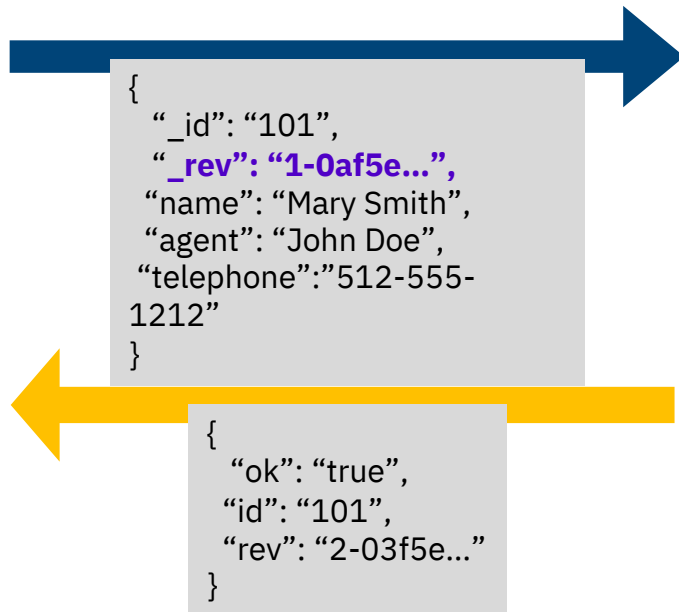 {
“_id”: “101”,
“_rev”: “1-0af5e…”,
“name”: “Mary Smith”,
“agent”: “John Doe”,
“telephone”:”512-555-
1212”
}
{
“ok”: “true”,
“id”: “101”,
“rev”: “2-03f5e…”
}